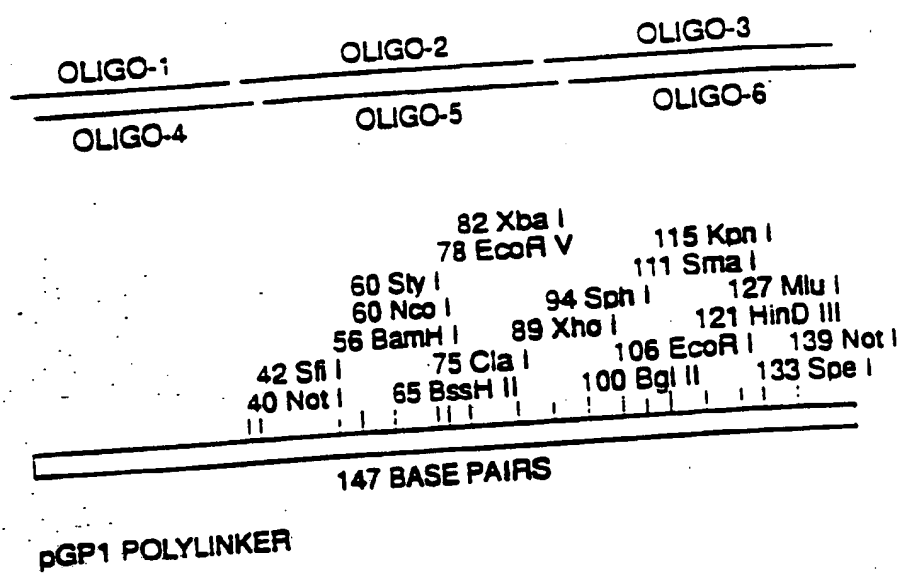 OLIGO-1 OLIGO-2 OLIGO-3
OLIGO-4 OLIGO-5 OLIGO-6
82 Xba I
78 EcoR V
115 Kpn I
111 Sma I
60 Sty I
60 Nco I
56 BamH I
94 Sph I
89 Xho I
127 Mlu I
121 HinD III
42 Sfi I
40 Not I
75 Cla I
65 BssH II
106 EcoR I
100 Bgl II
139 Not I
133 Spe I
147 BASE PAIRS
pGP1 POLYLINKER